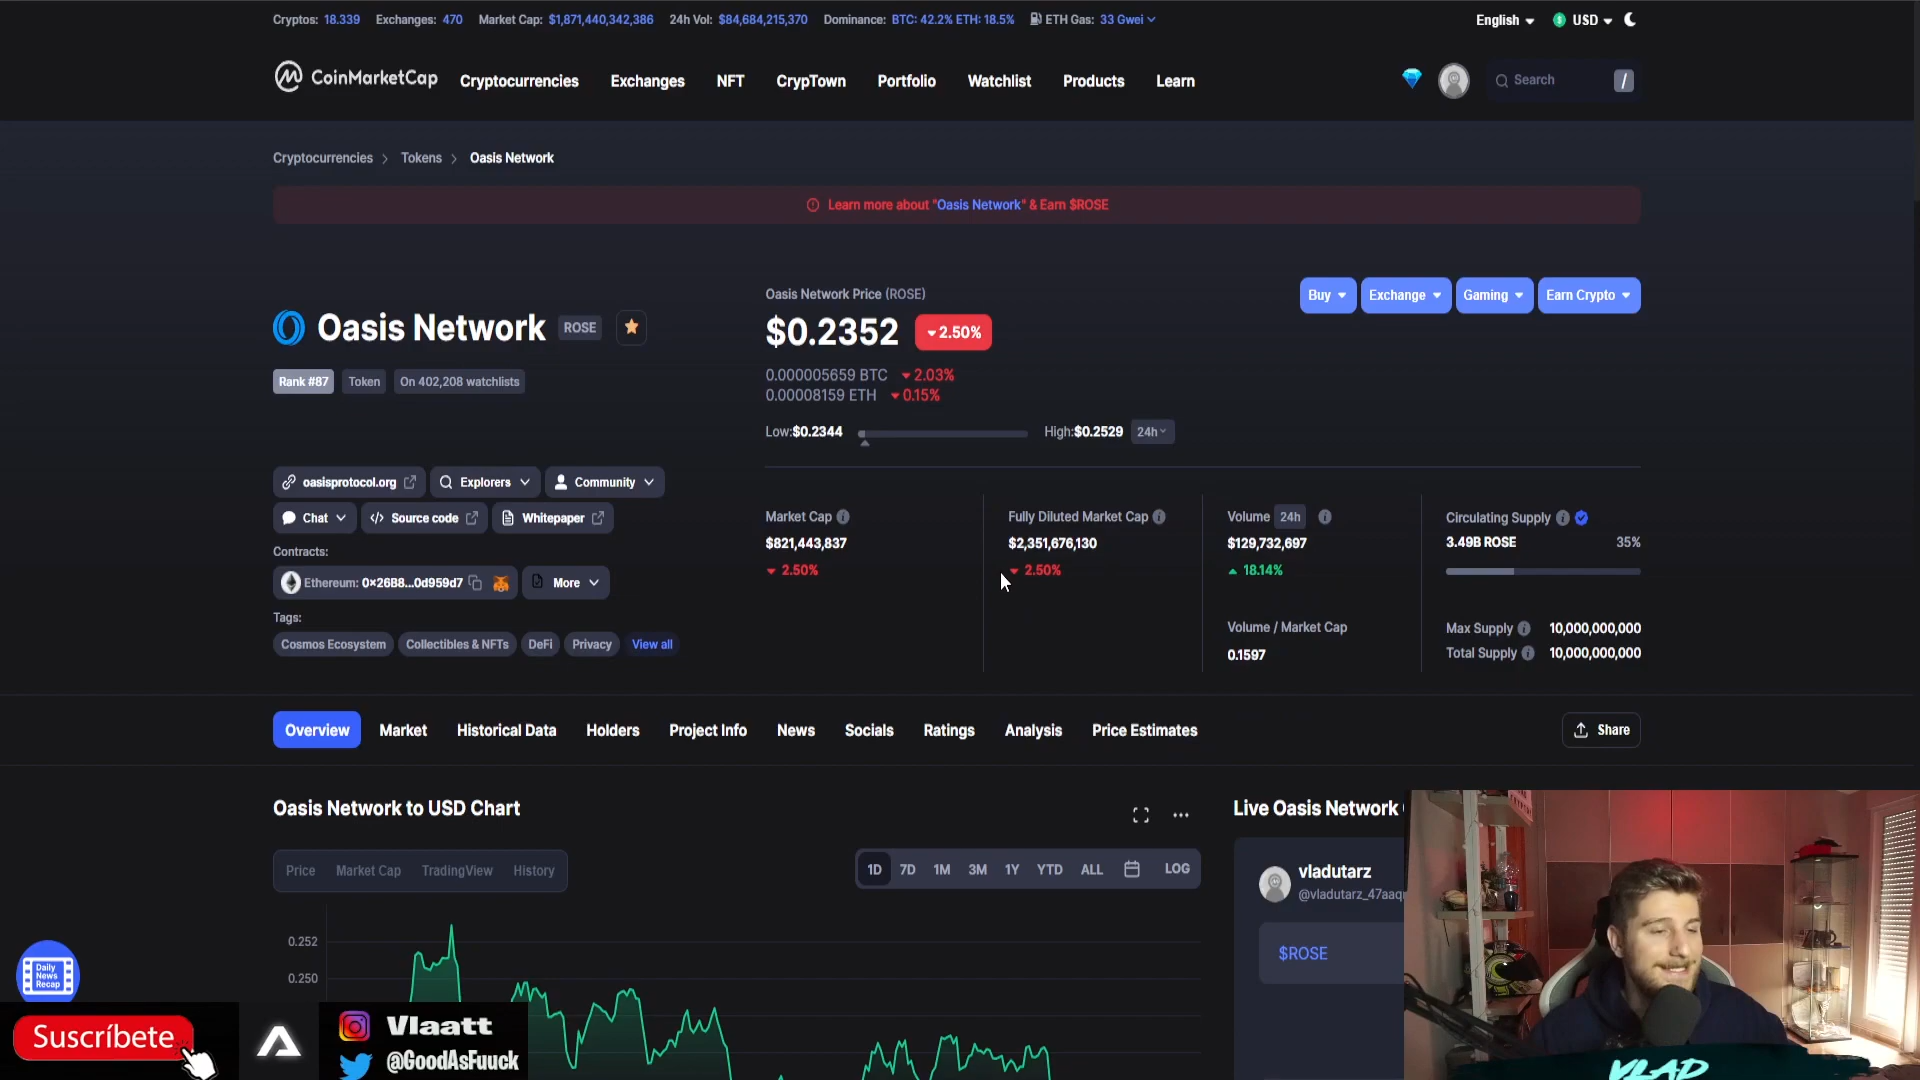 Cryptos: 18.339 Exchanges: 470 Market Cap: $1,871,440,342,386 24h Vol: $84,684,215,370 Dominance: BTC: 42.2% ETH: 18.5% ETH Gas: 33 Gwei
English USD
CoinMarketCap Cryptocurrencies Exchanges NFT CrypTown Portfolio Watchlist Products Learn Search /
Cryptocurrencies > Tokens > Oasis Network
Learn more about "Oasis Network" & Earn $ROSE
Oasis Network ROSE
Rank #87 Token On 402,208 watchlists
oasisprotocol.org Explorers Community
Chat Source code Whitepaper
Contracts:
Ethereum: 0x26B8...0d959d7 More
Tags:
Cosmos Ecosystem Collectibles & NFTs DeFi Privacy View all
Oasis Network Price (ROSE)
$0.2352 2.50%
0.000005659 BTC 2.03%
0.00008159 ETH 0.15%
Low:$0.2344 High:$0.2529 24h
Buy Exchange Gaming Earn Crypto
Market Cap
$821,443,837
2.50%
Fully Diluted Market Cap
$2,351,676,130
2.50%
Volume 24h
$129,732,697
18.14%
Volume / Market Cap
0.1597
Circulating Supply
3.49B ROSE 35%
Max Supply 10,000,000,000
Total Supply 10,000,000,000
Overview Market Historical Data Holders Project Info News Socials Ratings Analysis Price Estimates Share
Oasis Network to USD Chart
Price Market Cap TradingView History
1D 7D 1M 3M 1Y YTD ALL LOG
0.252
0.250
Live Oasis Network
vladutarz
$ROSE
Daily
News
Recap
Suscríbete
Vlaatt
@GoodAsFuuck
VLAD